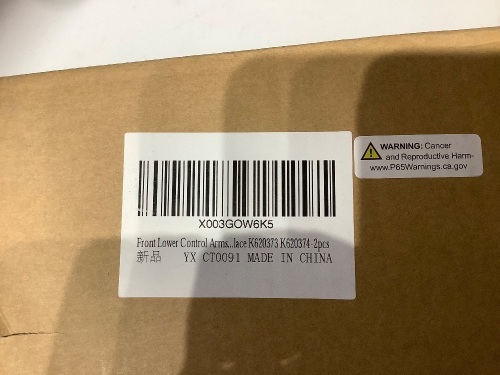 WARNING: Cancer
and Reproductive Harm-
www.P65Warnings.ca.gov
X003GOW6K5
Front Lower Control Arms...lace K620373 K620374-2pcs
新品 YX CT0091 MADE IN CHINA